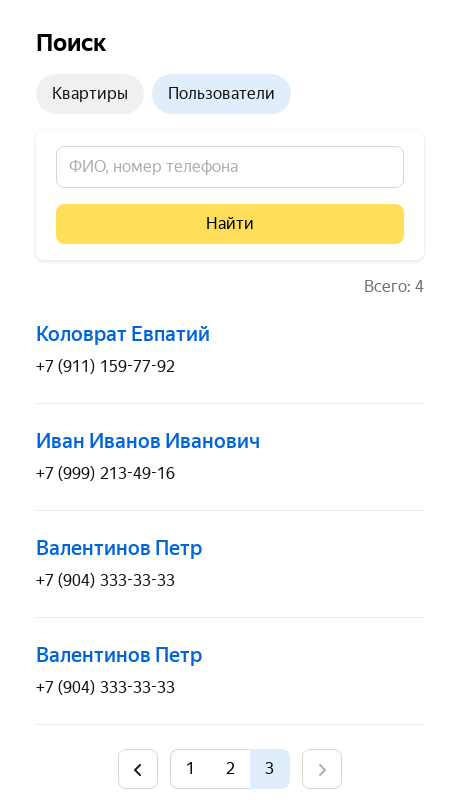 Поиск
Квартиры Пользователи
ФИО, номер телефона
Найти
Всего: 4
Коловрат Евпатий
+7 (911) 159-77-92
Иван Иванов Иванович
+7 (999) 213-49-16
Валентинов Петр
+7 (904) 333-33-33
Валентинов Петр
+7 (904) 333-33-33
1 2 3